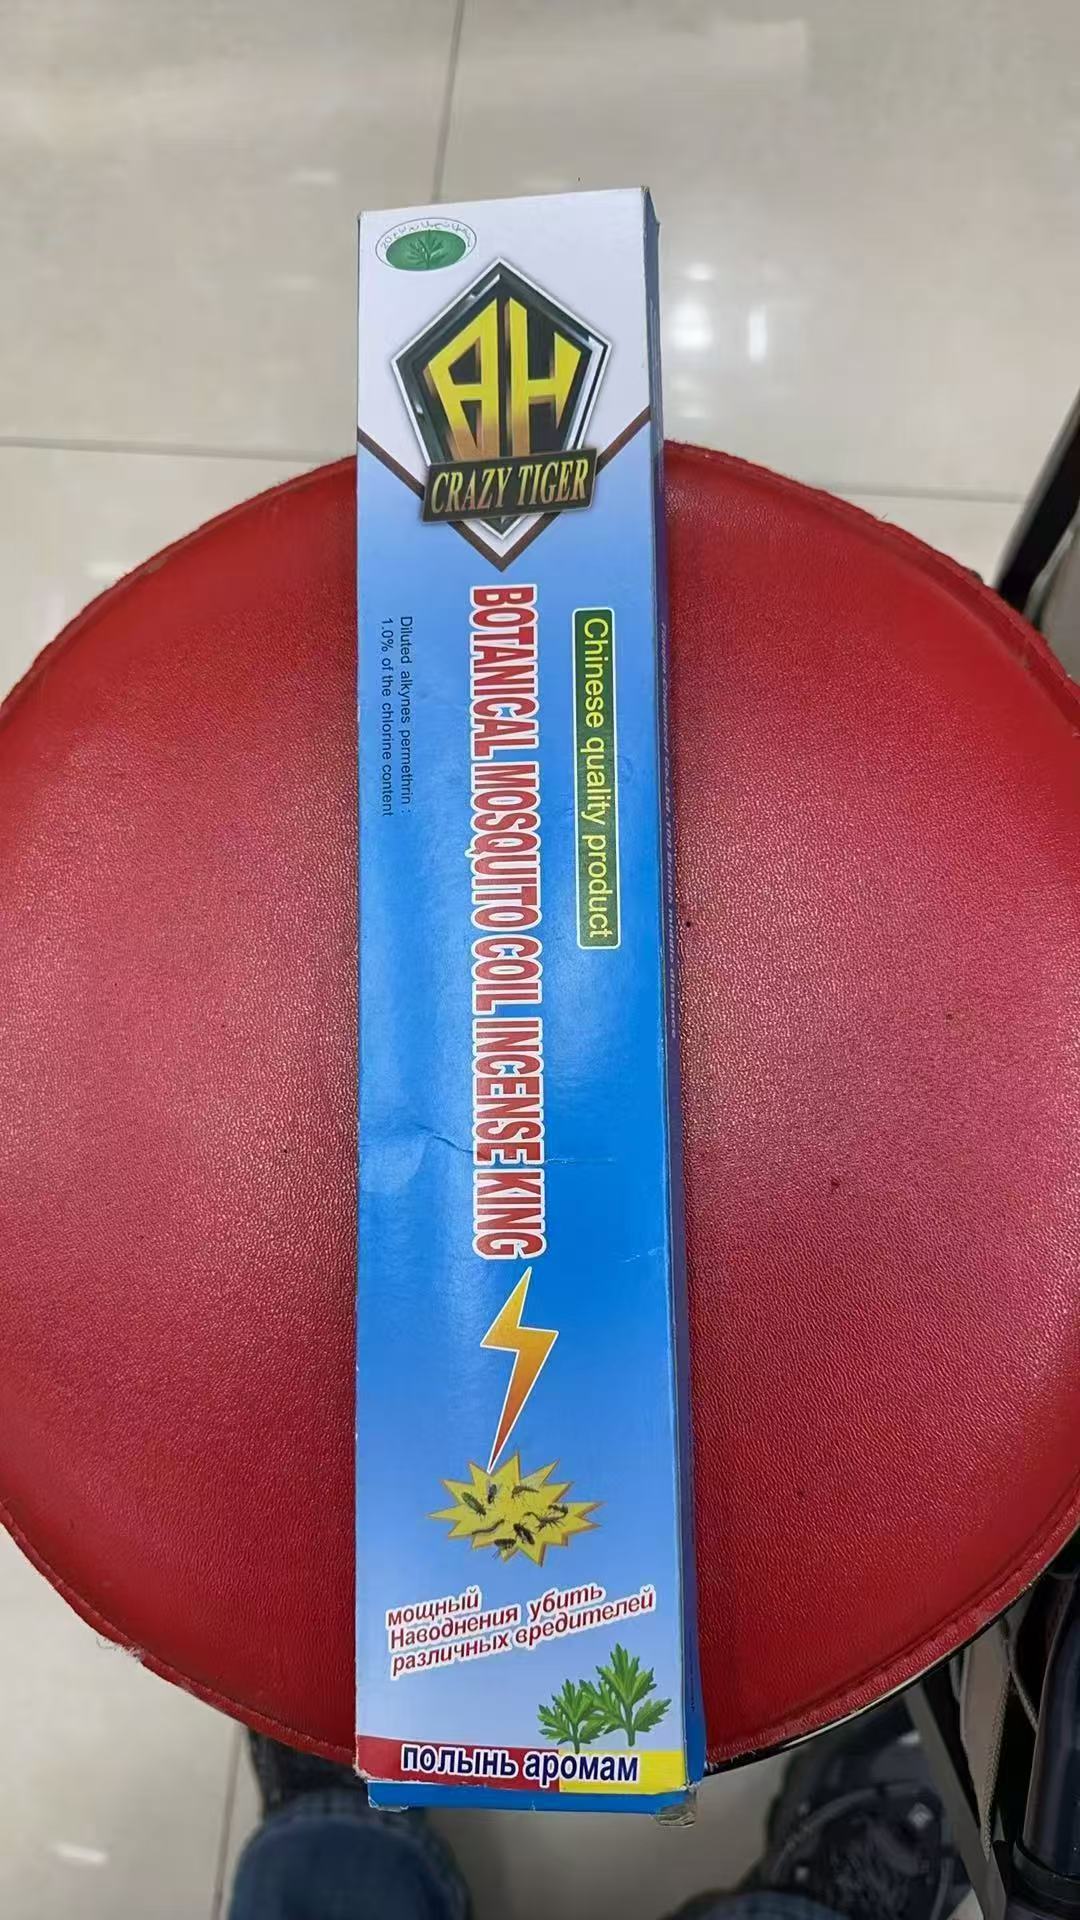 BH
CRAZY TIGER
Chinese quality product
BOTANICAL MOSQUITO COIL INCENSE KING
Diluted alkynes permethrin :
1.0% of the chlorine content
мощный
Наводнения убить
различных вредителей
полынь аромам